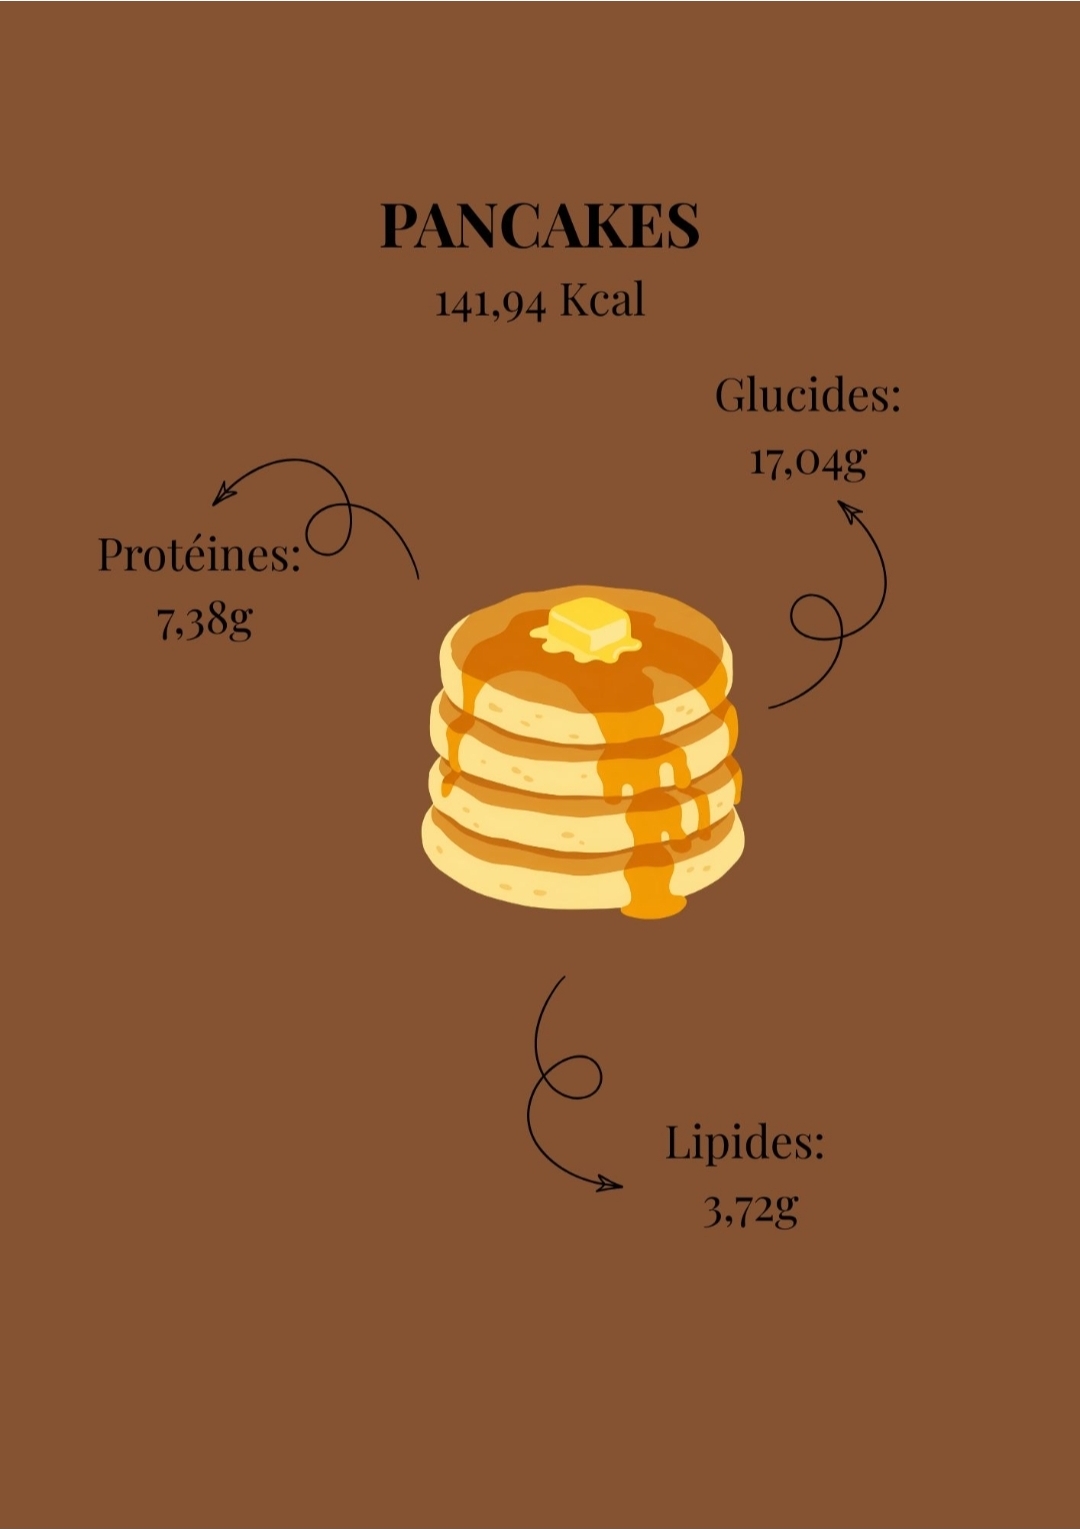 PANCAKES
141,94 Kcal
Glucides:
17,04g
Protéines:
7,38g
Lipides:
3,72g